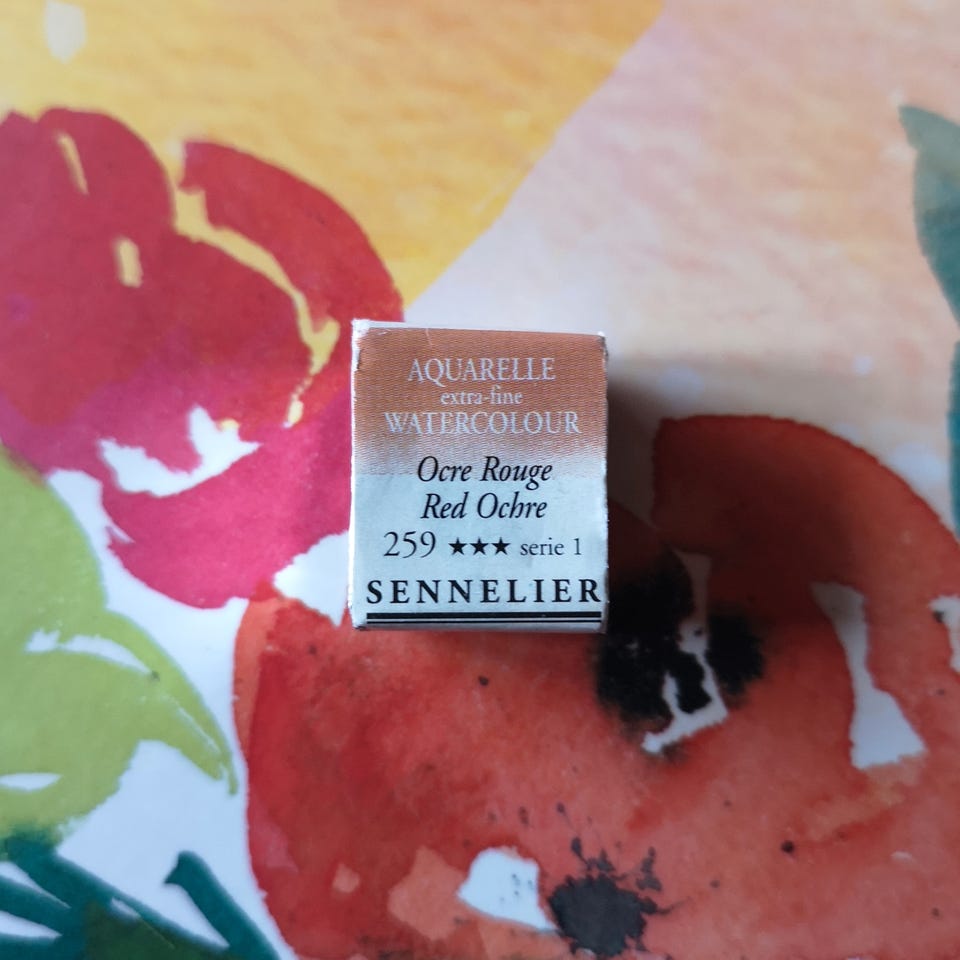 AQUARELLE
extra-fine
WATERCOLOUR
Ocre Rouge
Red Ochre
259 ★★★ serie 1
SENNELIER